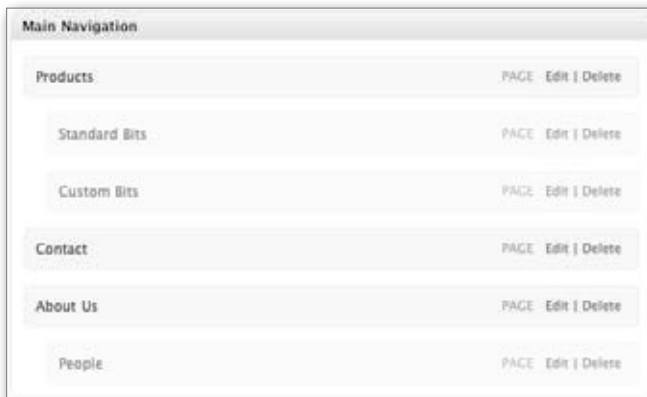 Main Navigation
Products PAGE Edit | Delete
Standard Bits PAGE Edit | Delete
Custom Bits PAGE Edit | Delete
Contact PAGE Edit | Delete
About Us PAGE Edit | Delete
People PAGE Edit | Delete